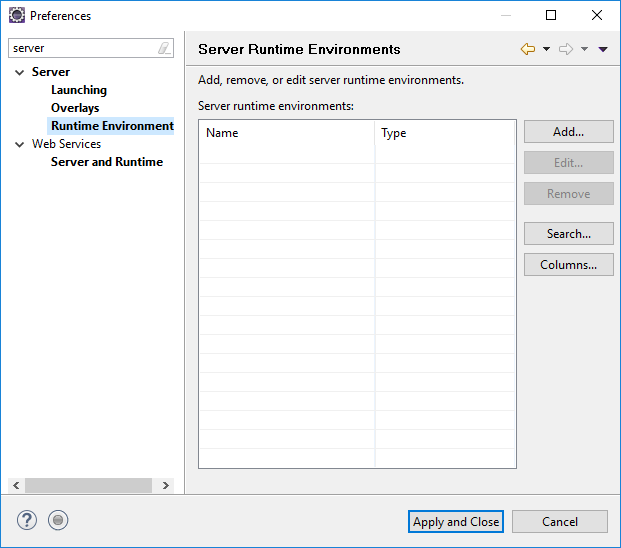 Preferences
server
Server
Launching
Overlays
Runtime Environment
Web Services
Server and Runtime
Server Runtime Environments
Add, remove, or edit server runtime environments.
Server runtime environments:
Name Type
Add...
Edit...
Remove
Search...
Columns...
?
Apply and Close Cancel